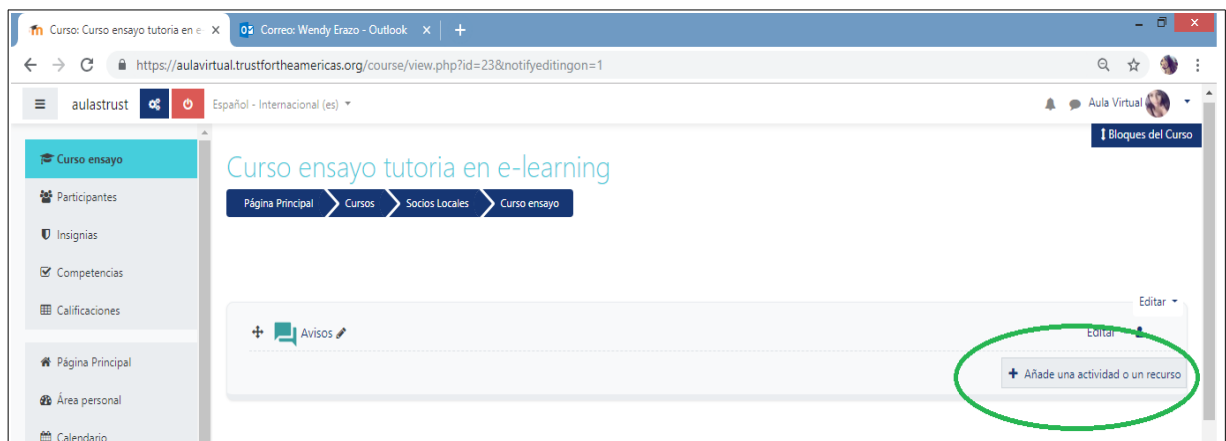 Curso: Curso ensayo tutoria en e-
Correo: Wendy Erazo - Outlook
https://aulavirtual.trustfortheamericas.org/course/view.php?id=23&notifyeditingon=1
aulastrust
Español - Internacional (es)
Aula Virtual
Bloques del Curso
Curso ensayo
Participantes
Insignias
Competencias
Calificaciones
Página Principal
Área personal
Calendario
Curso ensayo tutoria en e-learning
Página Principal
Cursos
Socios Locales
Curso ensayo
Editar
Avisos
Editar
Añade una actividad o un recurso